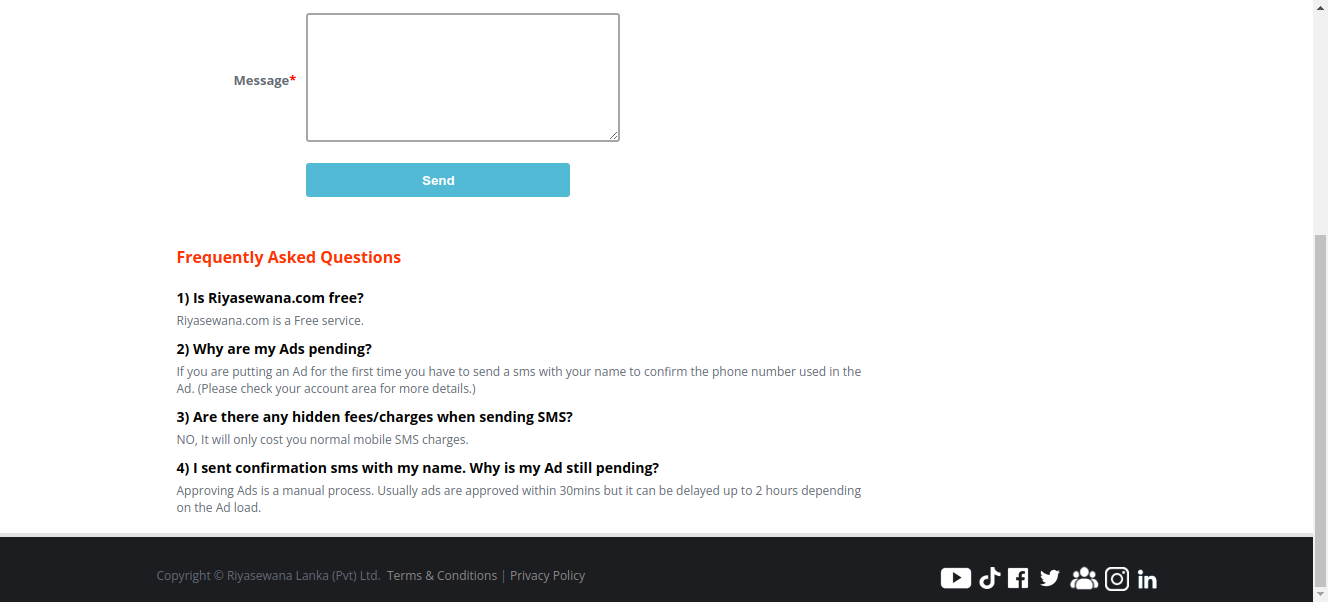 Message*
Send
Frequently Asked Questions
1) Is Riyasewana.com free?
Riyasewana.com is a Free service.
2) Why are my Ads pending?
If you are putting an Ad for the first time you have to send a sms with your name to confirm the phone number used in the
Ad. (Please check your account area for more details.)
3) Are there any hidden fees/charges when sending SMS?
NO, It will only cost you normal mobile SMS charges.
4) I sent confirmation sms with my name. Why is my Ad still pending?
Approving Ads is a manual process. Usually ads are approved within 30mins but it can be delayed up to 2 hours depending
on the Ad load.
Copyright © Riyasewana Lanka (Pvt) Ltd. Terms & Conditions | Privacy Policy